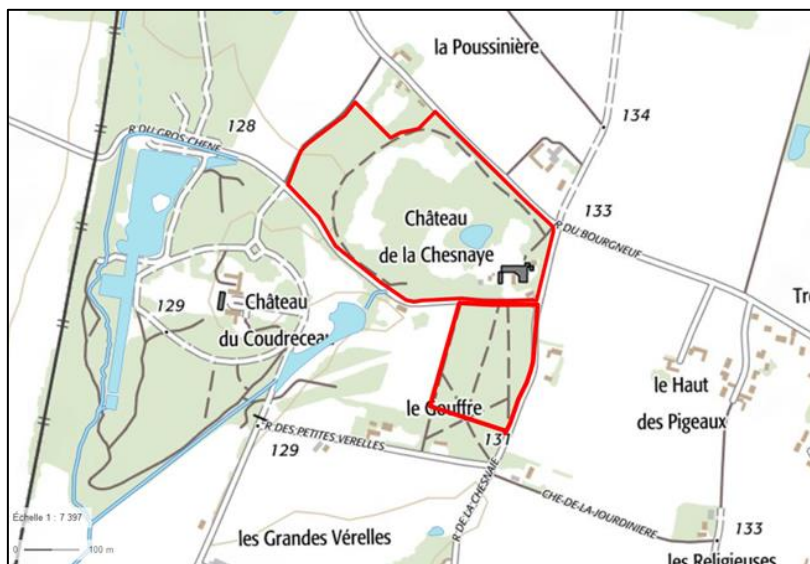 la Poussinière
134
128
R DU GROS CHENE
133
Château
de la Chesnaye
R DU BOURGNEUF
129
Château
du Coudreceau
Tre
le Haut
des Pigeaux
le Gouffre
131
R DES PETITES VERELLES
129
R DE LA CHESNAIE
CHE-DE-LA-JOURDINIERE
Échelle 1 : 7 397
0 100 m
les Grandes Vérelles
133
les Religieuses